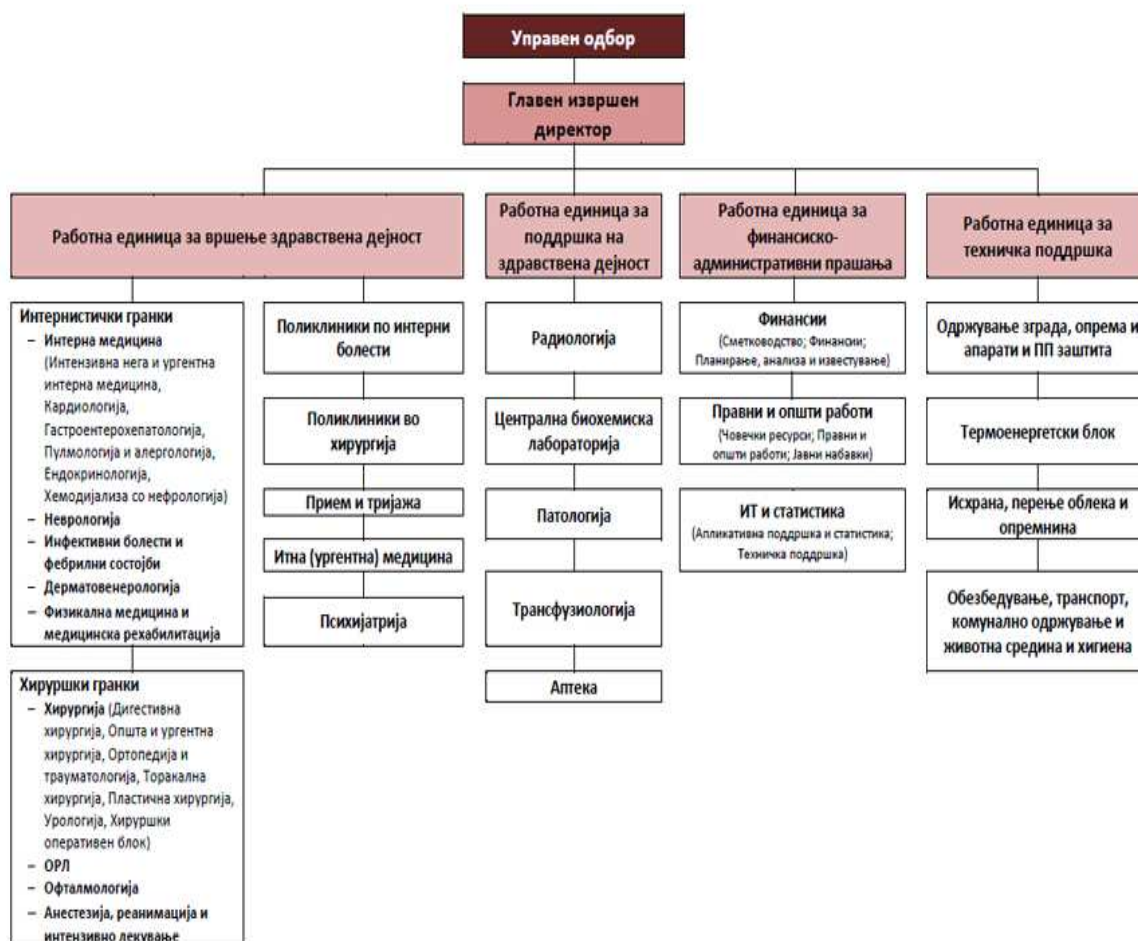 Управен одбор
Главен извршен
директор
Работна единица за вршење здравствена дејност
Работна единица за
поддршка на
здравствена дејност
Работна единица за
финансиско-
административни прашања
Работна единица за
техничка поддршка
Интернистички гранки
– Интерна медицина
(Интензивна нега и ургентна
интерна медицина,
Кардиологија,
Гастроентерохепатологија,
Пулмологија и алергологија,
Ендокринологија,
Хемодијализа со нефрологија)
– Неврологија
– Инфективни болести и
фебрилни состојби
– Дерматовенерологија
– Физикална медицина и
медицинска рехабилитација
Хируршки гранки
– Хирургија (Дигестивна
хирургија, Општа и ургентна
хирургија, Ортопедија и
трауматологија, Торакална
хирургија, Пластична хирургија,
Урологија, Хируршки
оперативен блок)
– ОРЛ
– Офталмологија
– Анестезија, реанимација и
интензивно лекување
Поликлиники по интерни
болести
Поликлиники во
хирургија
Прием и тријажа
Итна (ургентна) медицина
Психијатрија
Радиологија
Централна биохемиска
лабораторија
Патологија
Трансфузиологија
Аптека
Финансии
(Сметководство; Финансии;
Планирање, анализа и известување)
Правни и општи работи
(Човечки ресурси; Правни и
општи работи; Јавни набавки)
ИТ и статистика
(Апликативна поддршка и статистика;
Техничка поддршка)
Одржување зграда, опрема и
апарати и ПП заштита
Термоенергетски блок
Исхрана, перење облека и
опремнина
Обезбедување, транспорт,
комунално одржување и
животна средина и хигиена